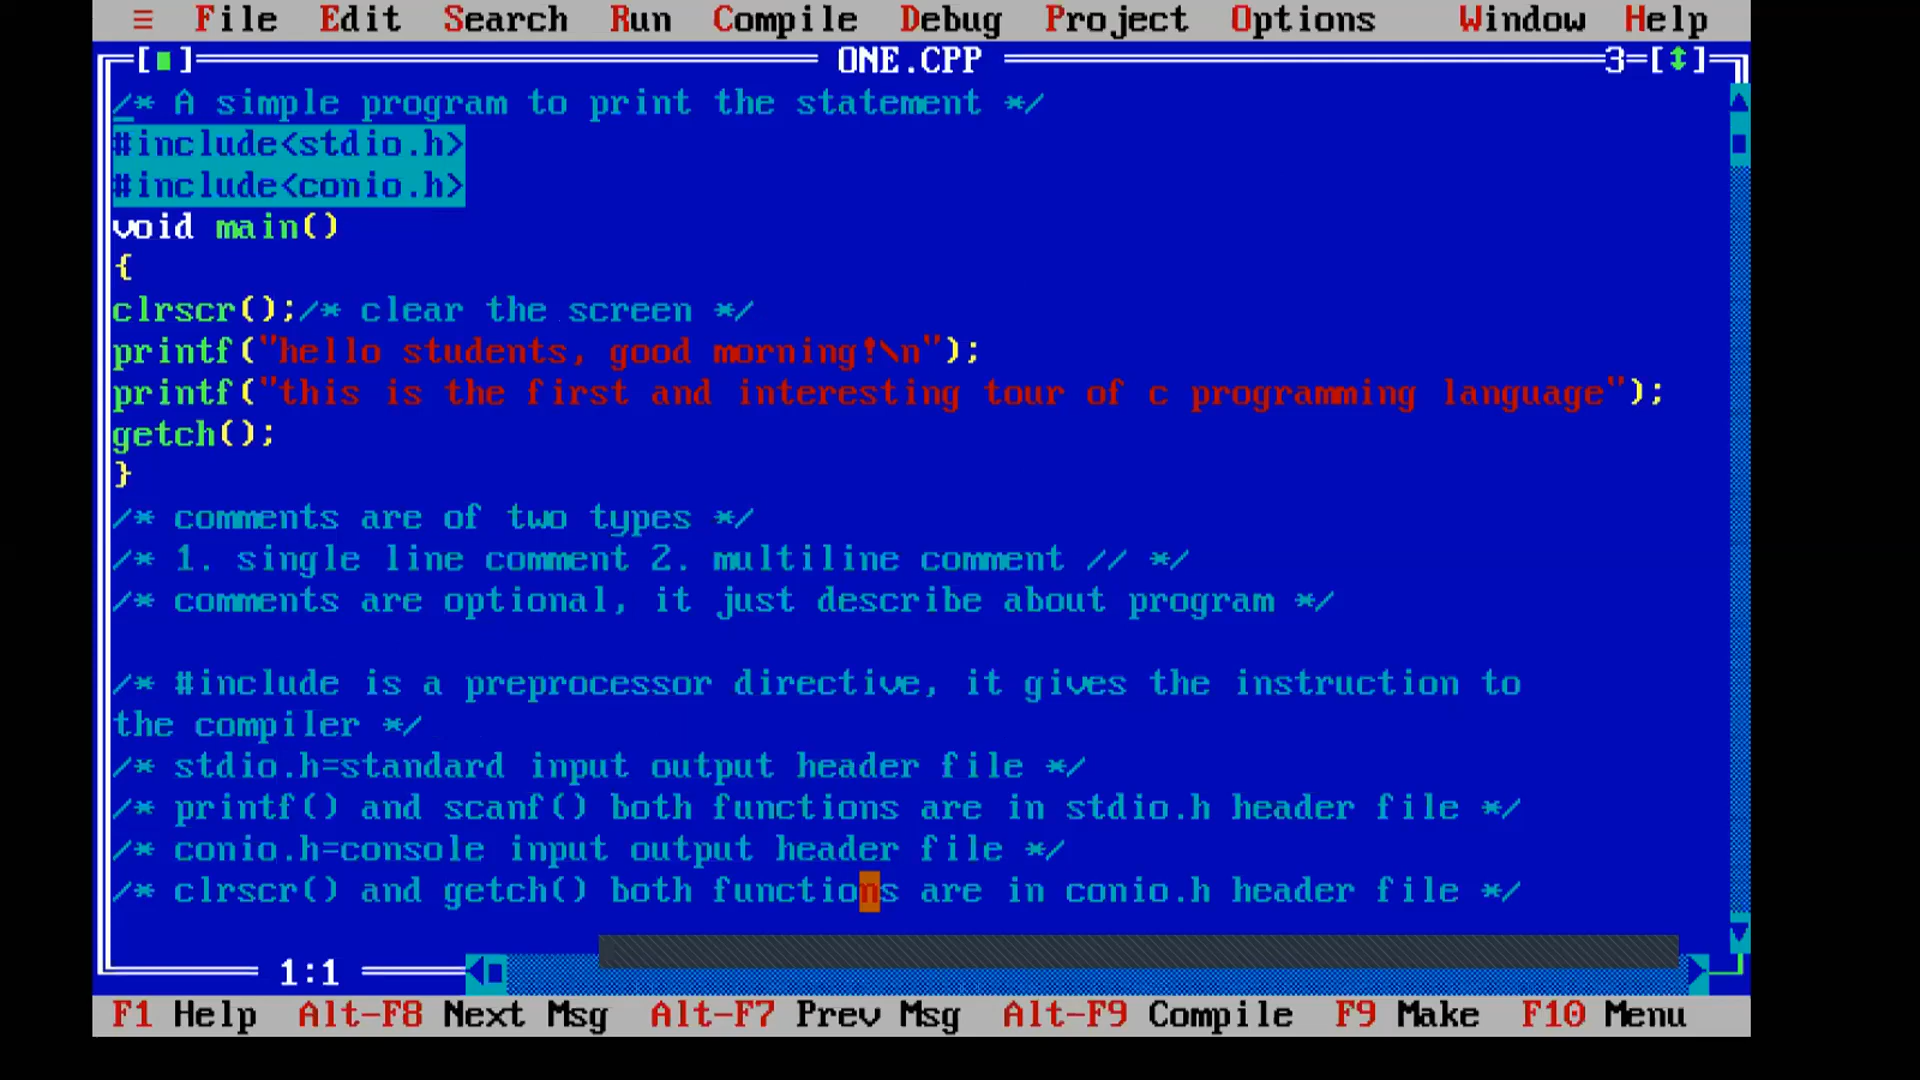 ≡ File Edit Search Run Compile Debug Project Options Window Help
[■] ONE.CPP 3=[↕]
/* A simple program to print the statement */
#include<stdio.h>
#include<conio.h>
void main()
{
clrscr();/* clear the screen */
printf("hello students, good morning!\n");
printf("this is the first and interesting tour of c programming language");
getch();
}
/* comments are of two types */
/* 1. single line comment 2. multiline comment // */
/* comments are optional, it just describe about program */
/* #include is a preprocessor directive, it gives the instruction to
the compiler */
/* stdio.h=standard input output header file */
/* printf() and scanf() both functions are in stdio.h header file */
/* conio.h=console input output header file */
/* clrscr() and getch() both functions are in conio.h header file */
1:1
F1 Help Alt-F8 Next Msg Alt-F7 Prev Msg Alt-F9 Compile F9 Make F10 Menu